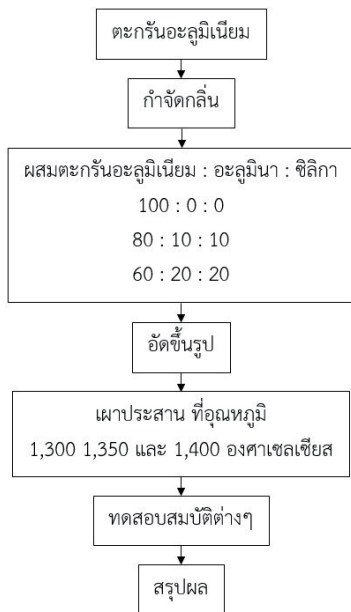 ตะกรันอะลูมิเนียม
กำจัดกลิ่น
ผสมตะกรันอะลูมิเนียม : อะลูมินา : ซิลิกา
100 : 0 : 0
80 : 10 : 10
60 : 20 : 20
อัดขึ้นรูป
เผาประสาน ที่อุณหภูมิ
1,300 1,350 และ 1,400 องศาเซลเซียส
ทดสอบสมบัติต่างๆ
สรุปผล